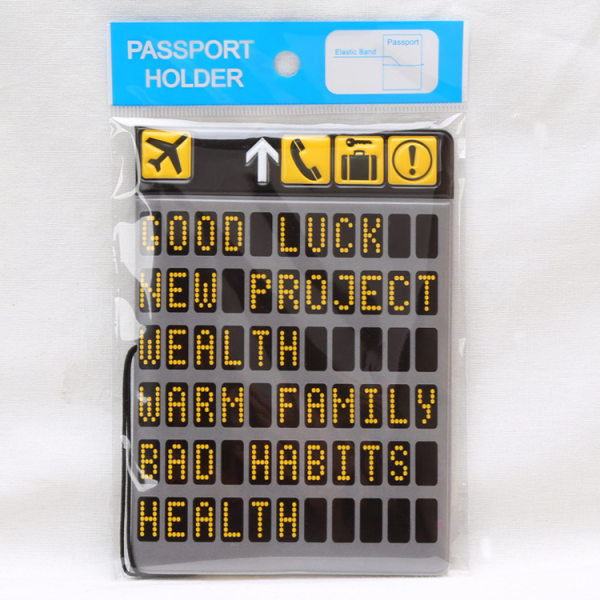 PASSPORT
HOLDER
Passport
Elastic Band
GOOD LUCK
NEW PROJECT
WEALTH
WARM FAMILY
BAD HABITS
HEALTH